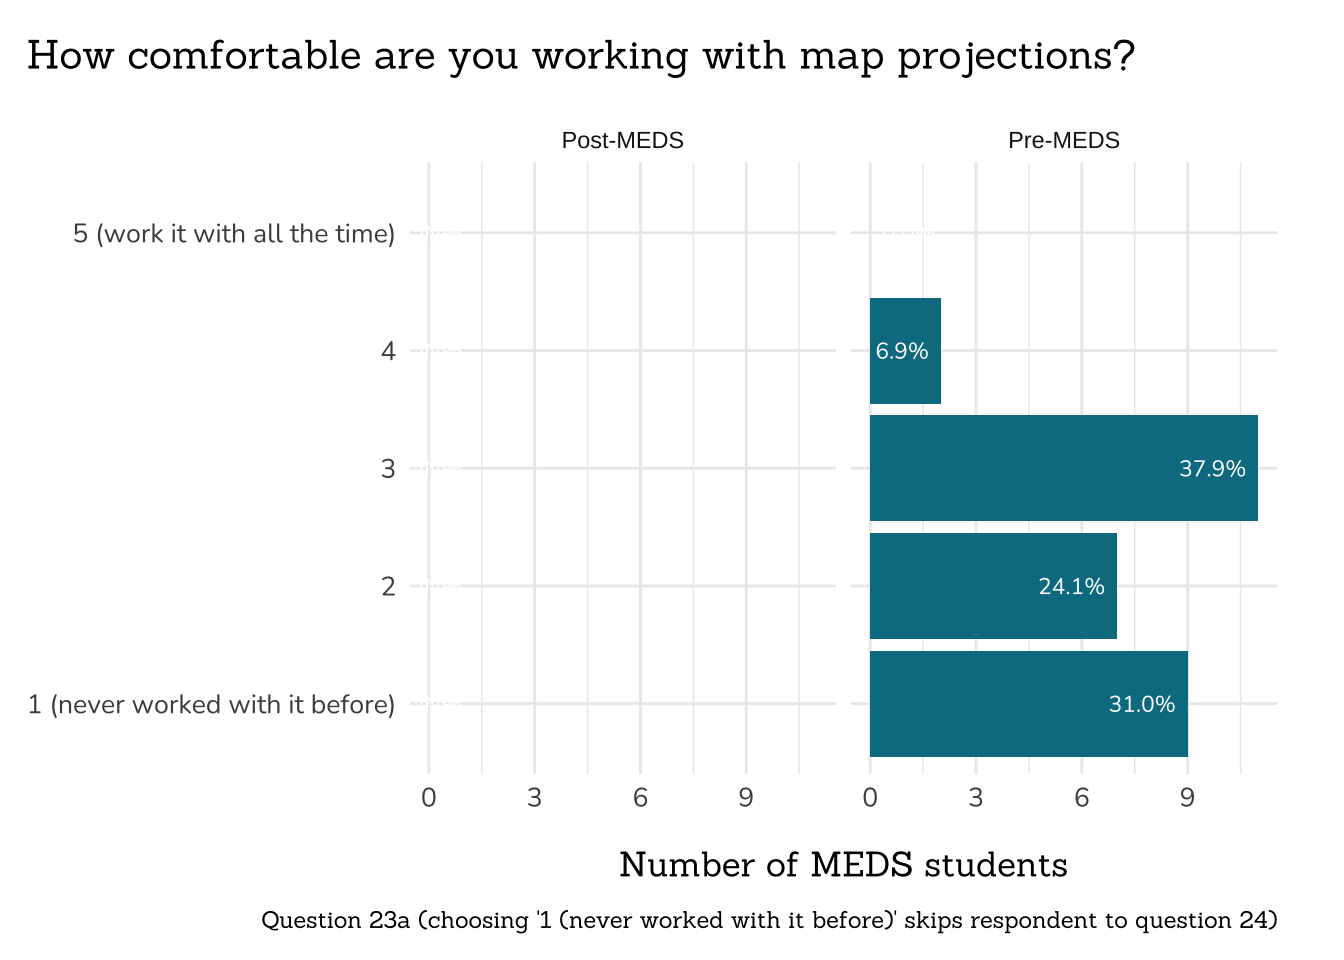 How comfortable are you working with map projections?
Post-MEDS
Pre-MEDS
5 (work it with all the time)
4
6.9%
3
37.9%
2
24.1%
1 (never worked with it before)
31.0%
0 3 6 9
0 3 6 9
Number of MEDS students
Question 23a (choosing '1 (never worked with it before)' skips respondent to question 24)